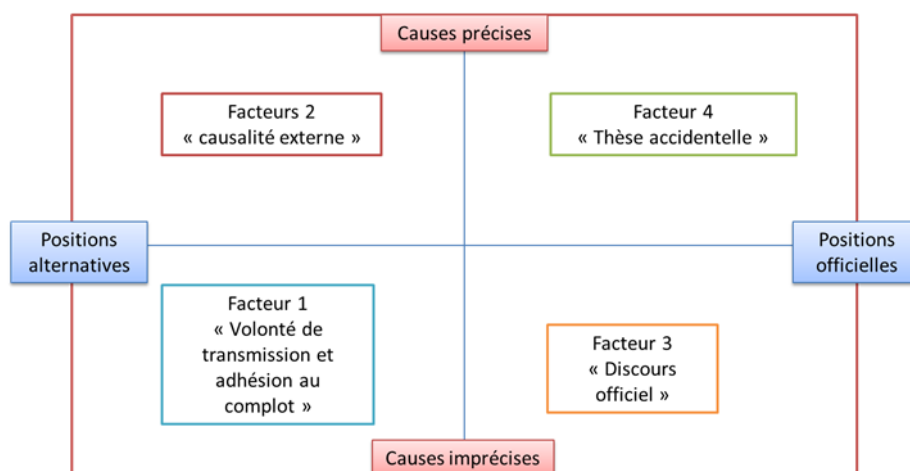 Causes précises
Facteurs 2
« causalité externe »
Facteur 4
« Thèse accidentelle »
Positions
alternatives
Positions
officielles
Facteur 1
« Volonté de
transmission et
adhésion au
complot »
Facteur 3
« Discours
officiel »
Causes imprécises